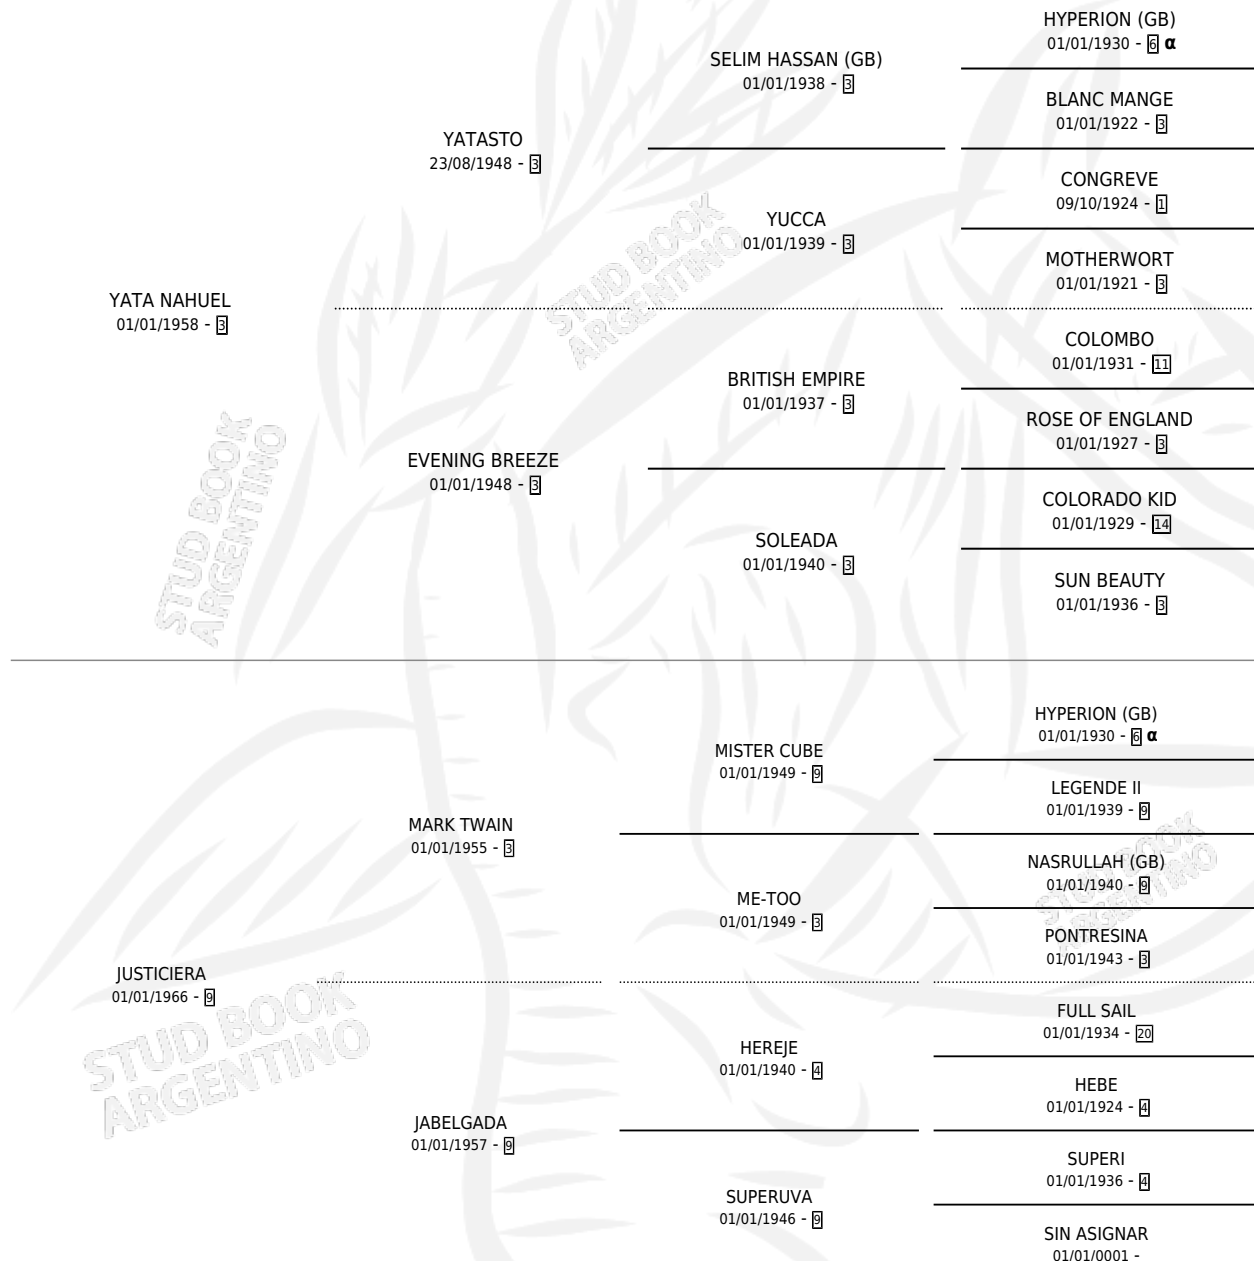 HYPERION (GB)
01/01/1930 - 6 α
SELIM HASSAN (GB)
01/01/1938 - 3
BLANC MANGE
01/01/1922 - 3
YATASTO
23/08/1948 - 3
CONGREVE
09/10/1924 - 1
YUCCA
01/01/1939 - 3
MOTHERWORT
01/01/1921 - 3
YATA NAHUEL
01/01/1958 - 3
COLOMBO
01/01/1931 - 11
BRITISH EMPIRE
01/01/1937 - 3
ROSE OF ENGLAND
01/01/1927 - 3
EVENING BREEZE
01/01/1948 - 3
COLORADO KID
01/01/1929 - 14
SOLEADA
01/01/1940 - 3
SUN BEAUTY
01/01/1936 - 3
HYPERION (GB)
01/01/1930 - 6 α
MISTER CUBE
01/01/1949 - 9
LEGENDE II
01/01/1939 - 9
MARK TWAIN
01/01/1955 - 3
NASRULLAH (GB)
01/01/1940 - 9
ME-TOO
01/01/1949 - 3
PONTRESINA
01/01/1943 - 3
JUSTICIERA
01/01/1966 - 9
FULL SAIL
01/01/1934 - 20
HEREJE
01/01/1940 - 4
HEBE
01/01/1924 - 4
JABELGADA
01/01/1957 - 9
SUPERI
01/01/1936 - 4
SUPERUVA
01/01/1946 - 9
SIN ASIGNAR
01/01/0001 -
STUD BOOK
ARGENTINO
STUD BOOK
ARGENTINO
STUD BOOK
ARGENTINO
STUD BOOK
ARGENTINO